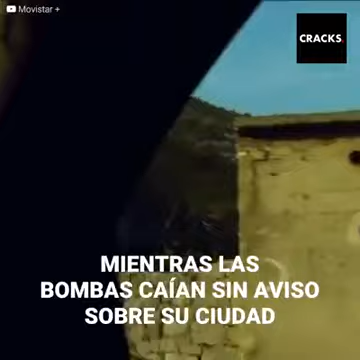 Movistar +
CRACKS.
MIENTRAS LAS
BOMBAS CAÍAN SIN AVISO
SOBRE SU CIUDAD